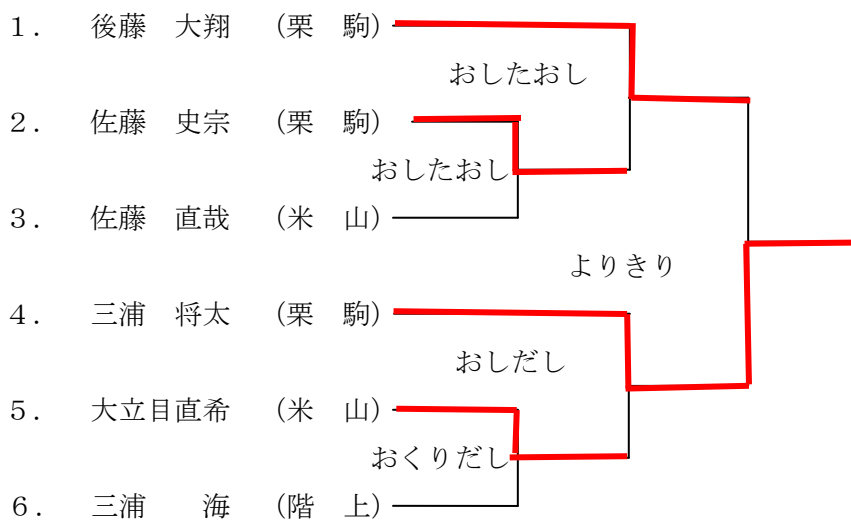 １． 後藤 大翔 （栗 駒）
おしたおし
２． 佐藤 史宗 （栗 駒）
おしたおし
３． 佐藤 直哉 （米 山）
よりきり
４． 三浦 将太 （栗 駒）
おしだし
５． 大立目直希 （米 山）
おくりだし
６． 三浦 海 （階 上）